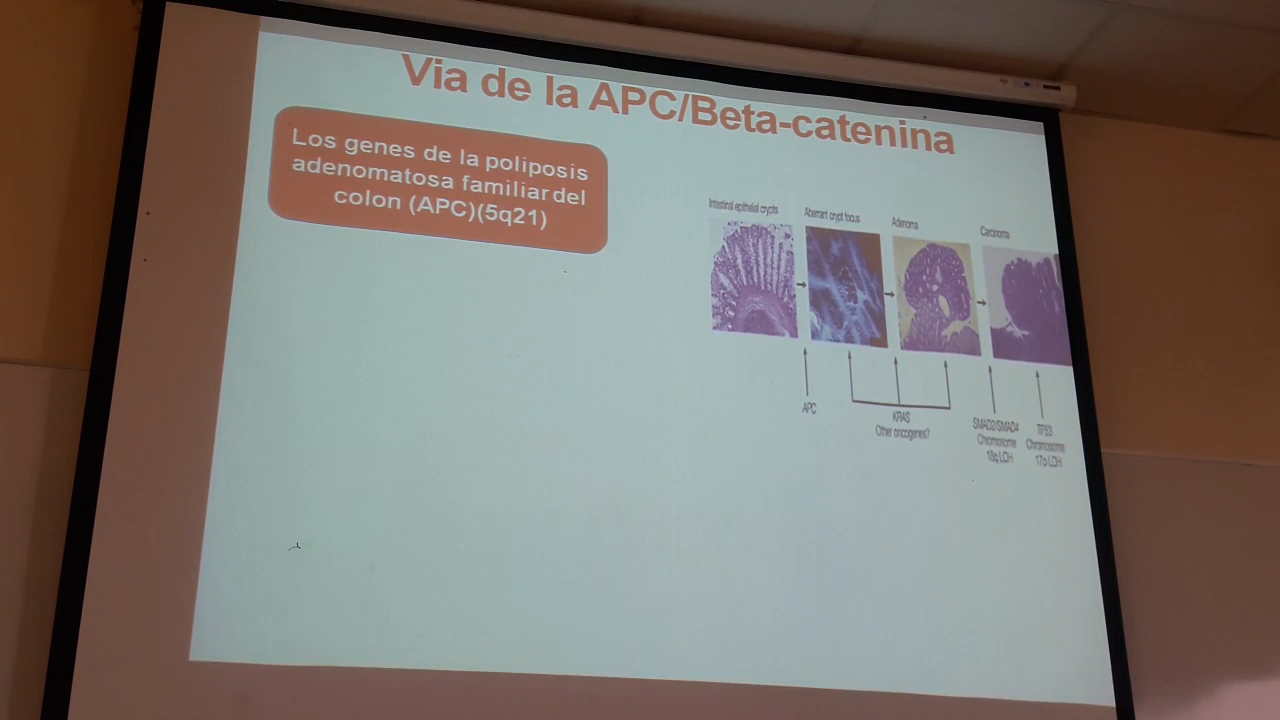 Via de la APC/Beta-catenina
Los genes de la poliposis
adenomatosa familiar del
colon (APC)(5q21)
Intestinal epithelial crypts
Aberrant crypt focus
Adenoma
Carcinoma
APC
KRAS
Other oncogenes?
SMAD2/SMAD4
Chromosome
18q LOH
TP53
Chromosome
17p LOH